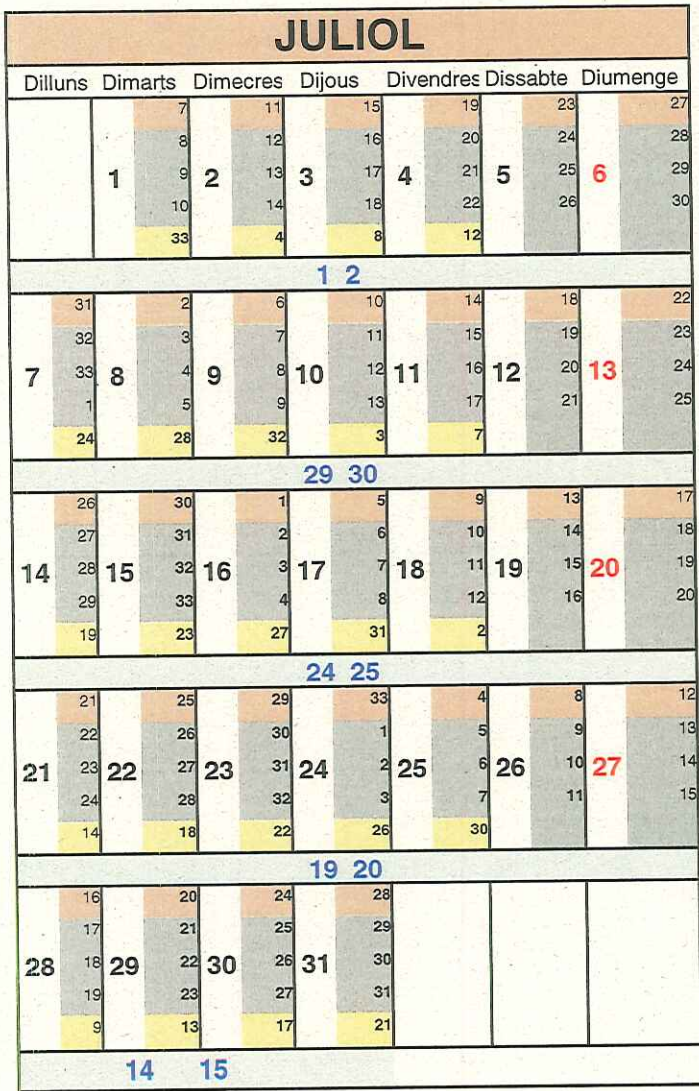 JULIOL
Dilluns Dimarts Dimecres Dijous Divendres Dissabte Diumenge
7 11 15 19 23 27
8 12 16 20 24 28
1 9 2 13 3 17 4 21 5 25 6 29
10 14 18 22 26 30
33 4 8 12
1 2
31 2 6 10 14 18 22
32 3 7 11 15 19 23
7 33 8 4 9 8 10 12 11 16 12 20 13 24
1 5 9 13 17 21 25
24 28 32 3 7
29 30
26 30 1 5 9 13 17
27 31 2 6 10 14 18
14 28 15 32 16 3 17 7 18 11 19 15 20 19
29 33 4 8 12 16 20
19 23 27 31 2
24 25
21 25 29 33 4 8 12
22 26 30 1 5 9 13
21 23 22 27 23 31 24 2 25 6 26 10 27 14
24 28 32 3 7 11 15
14 18 22 26 30
19 20
16 20 24 28
17 21 25 29
28 18 29 22 30 26 31 30
19 23 27 31
9 13 17 21
14 15